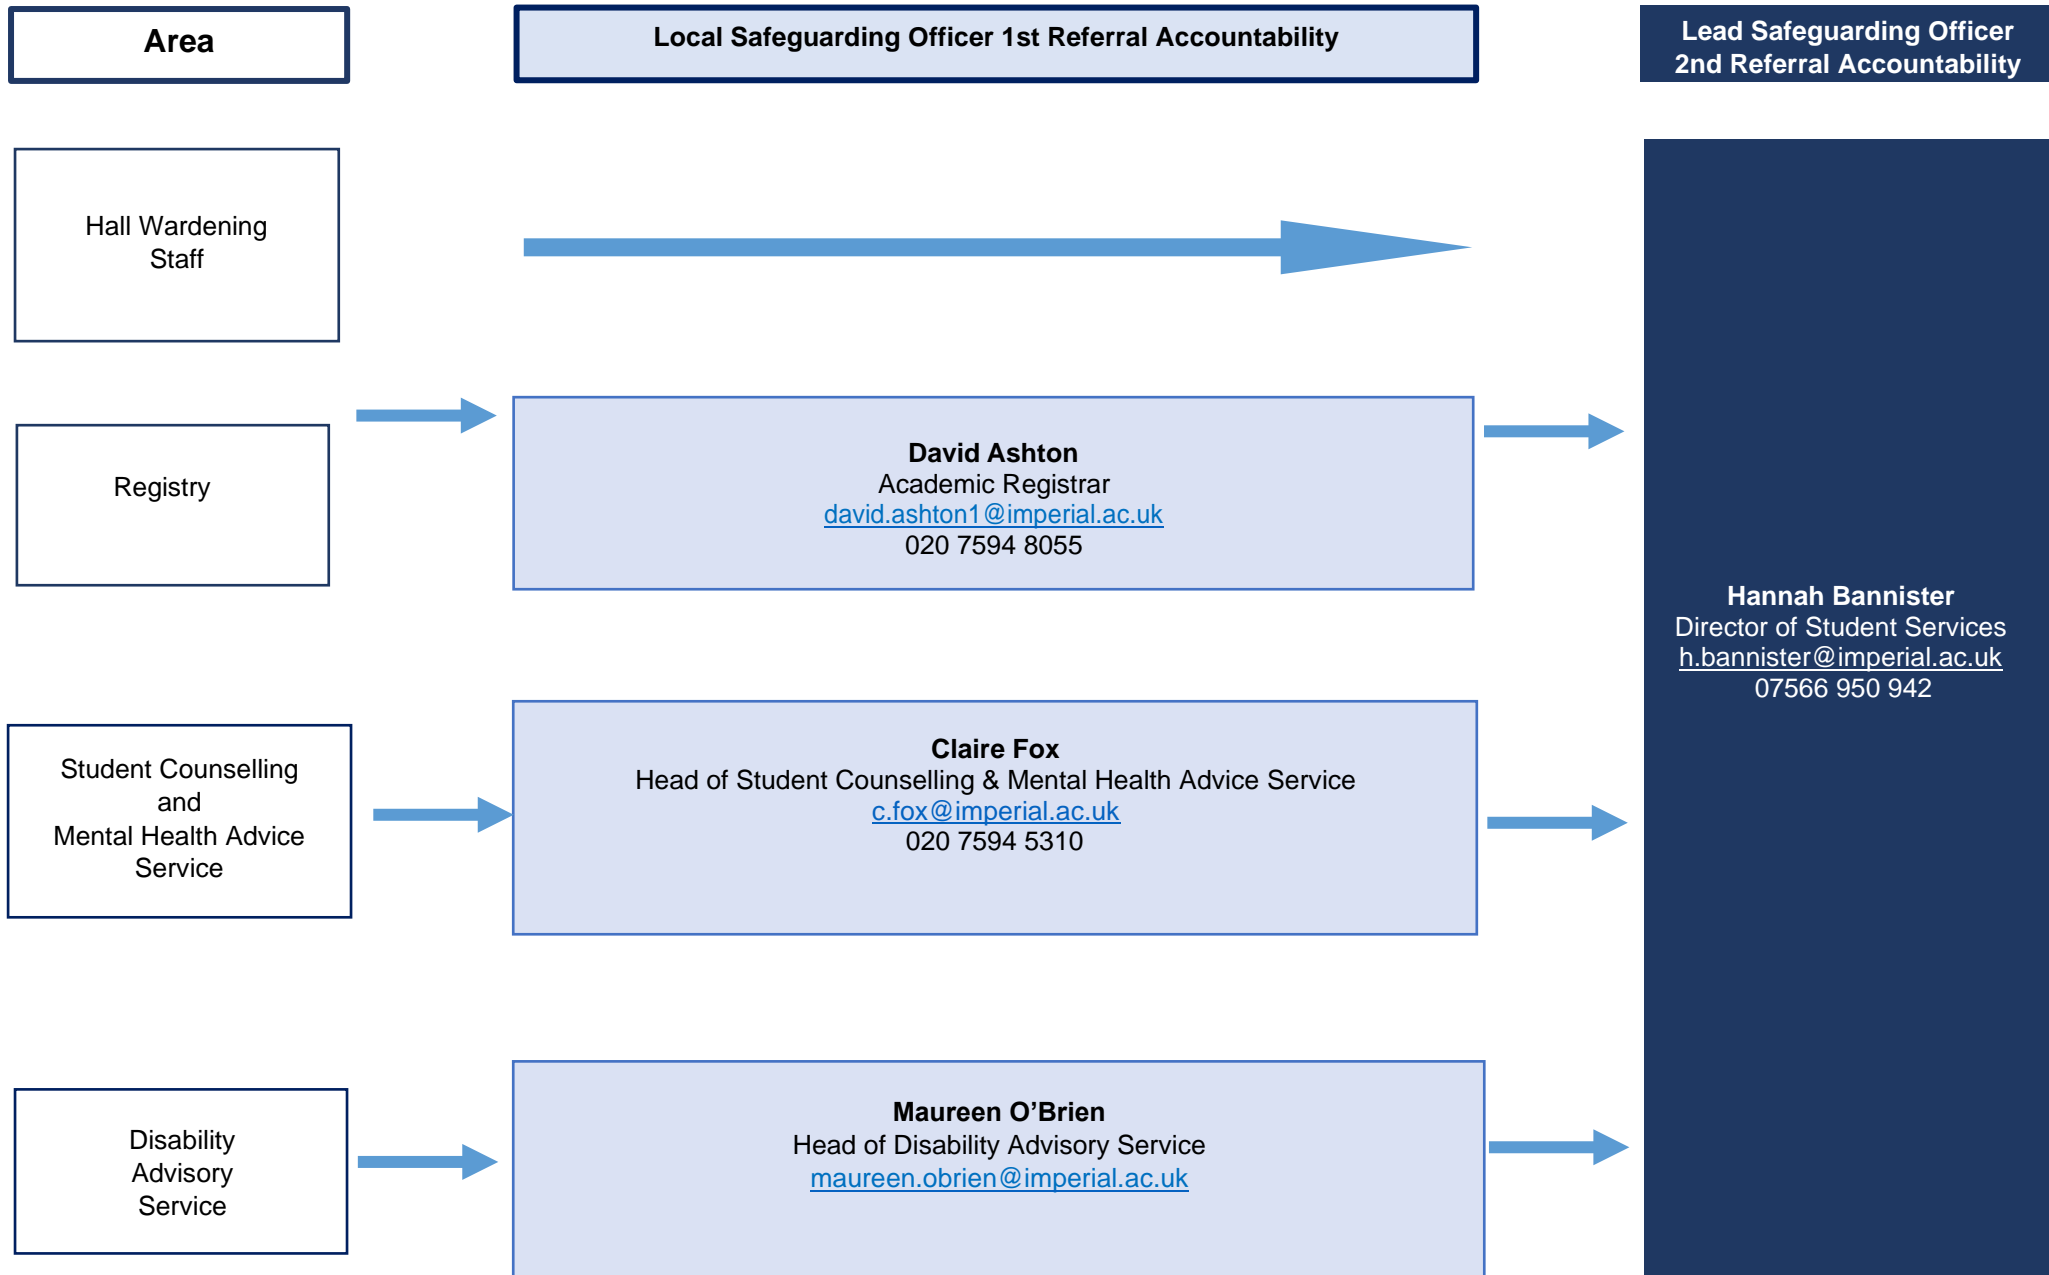 Area
Local Safeguarding Officer 1st Referral Accountability
Lead Safeguarding Officer
2nd Referral Accountability
Hall Wardening
Staff
Registry
David Ashton
Academic Registrar
david.ashton1@imperial.ac.uk
020 7594 8055
Student Counselling
and
Mental Health Advice
Service
Claire Fox
Head of Student Counselling & Mental Health Advice Service
c.fox@imperial.ac.uk
020 7594 5310
Disability
Advisory
Service
Maureen O’Brien
Head of Disability Advisory Service
maureen.obrien@imperial.ac.uk
Hannah Bannister
Director of Student Services
h.bannister@imperial.ac.uk
07566 950 942